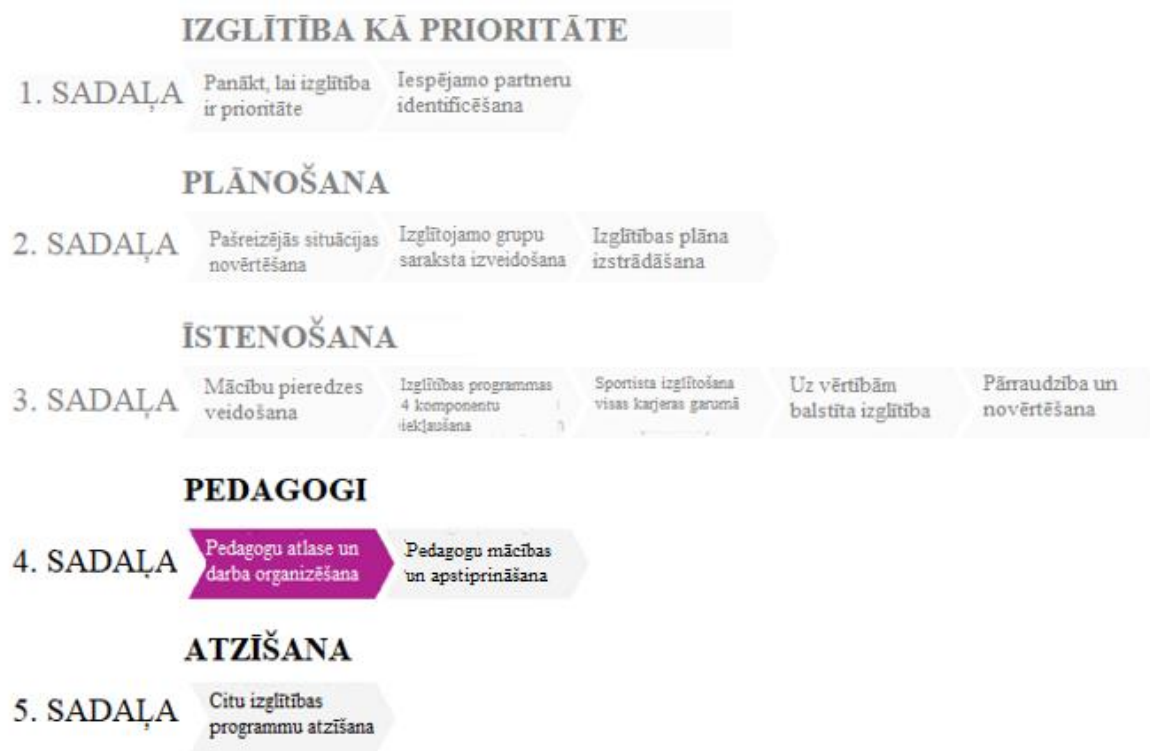 IZGLĪTĪBA KĀ PRIORITĀTE
1. SADAĻA
Panākt, lai izglītība
ir prioritāte
Iespējamo partneru
identificēšana
PLĀNOŠANA
2. SADAĻA
Pašreizējās situācijas
novērtēšana
Izglītojamo grupu
saraksta izveidošana
Izglītības plāna
izstrādāšana
ĪSTENOŠANA
3. SADAĻA
Mācību pieredzes
veidošana
Izglītības programmas
4 komponentu
iekļaušana
Sportista izglītošana
visas karjeras garumā
Uz vērtībām
balstīta izglītība
Pārraudzība un
novērtēšana
PEDAGOGI
4. SADAĻA
Pedagogu atlase un
darba organizēšana
Pedagogu mācības
un apstiprināšana
ATZĪŠANA
5. SADAĻA
Citu izglītības
programmu atzīšana